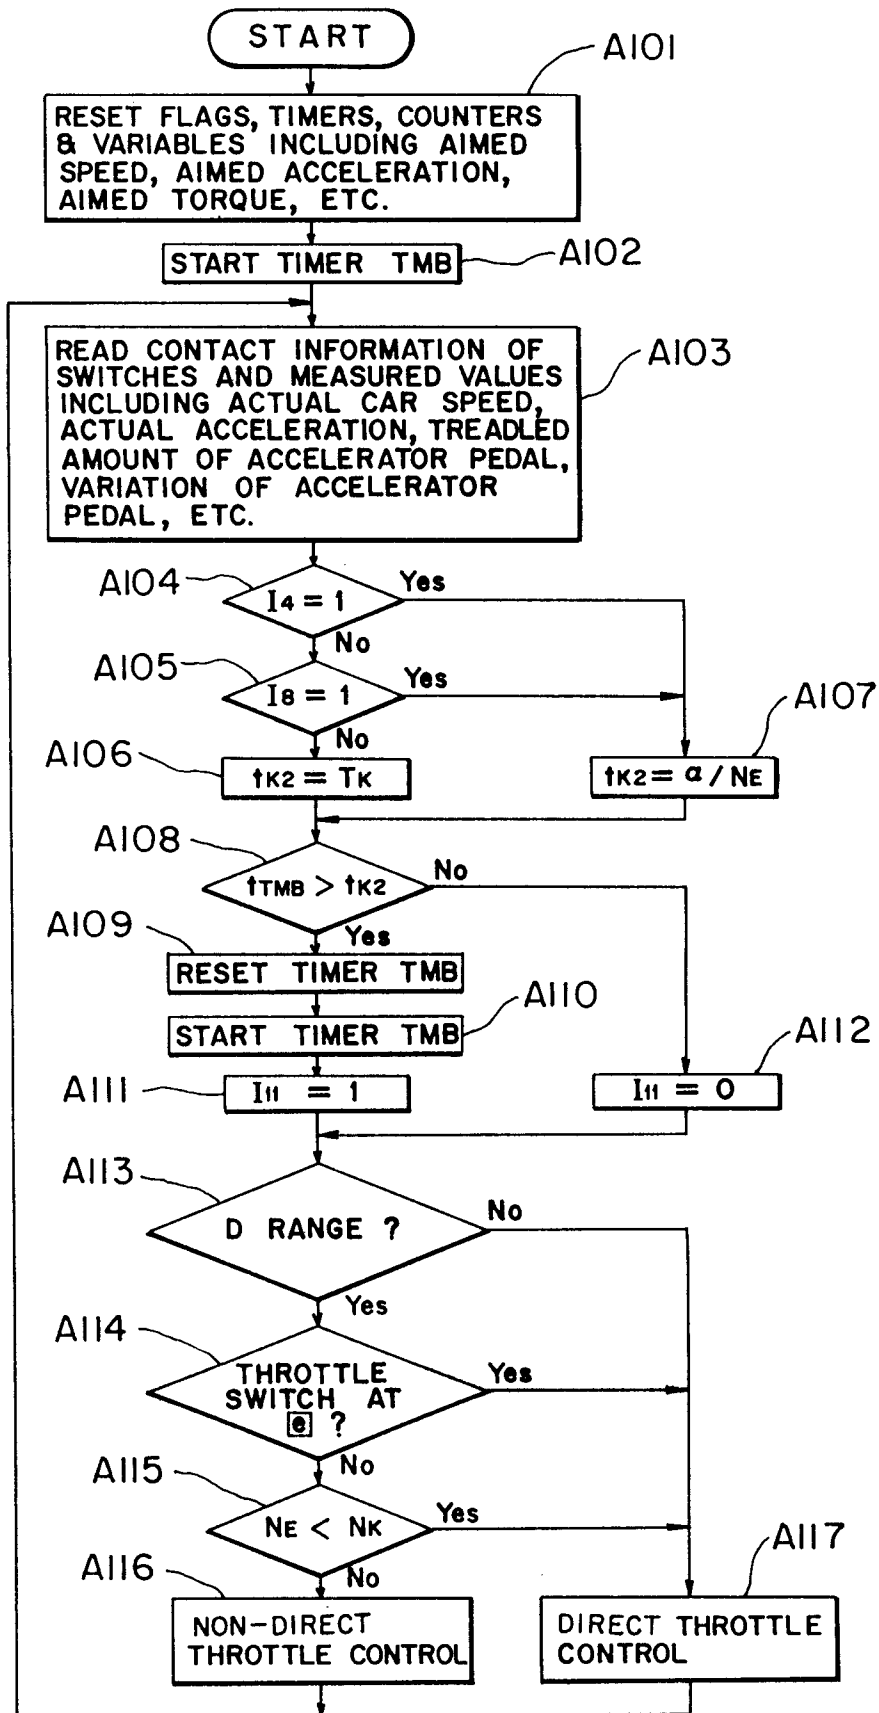 START
A101
RESET FLAGS, TIMERS, COUNTERS
& VARIABLES INCLUDING AIMED
SPEED, AIMED ACCELERATION,
AIMED TORQUE, ETC.
START TIMER TMB
A102
READ CONTACT INFORMATION OF
SWITCHES AND MEASURED VALUES
INCLUDING ACTUAL CAR SPEED,
ACTUAL ACCELERATION, TREADLED
AMOUNT OF ACCELERATOR PEDAL,
VARIATION OF ACCELERATOR
PEDAL, ETC.
A103
A104
I4 = 1
Yes
No
A105
I8 = 1
Yes
No
A106
tK2 = TK
A107
tK2 = α / NE
A108
tTMB > tK2
No
Yes
A109
RESET TIMER TMB
A110
START TIMER TMB
A111
I11 = 1
A112
I11 = 0
A113
D RANGE ?
No
Yes
A114
THROTTLE
SWITCH AT
e ?
Yes
No
A115
NE < NK
Yes
No
A116
NON-DIRECT
THROTTLE CONTROL
A117
DIRECT THROTTLE
CONTROL